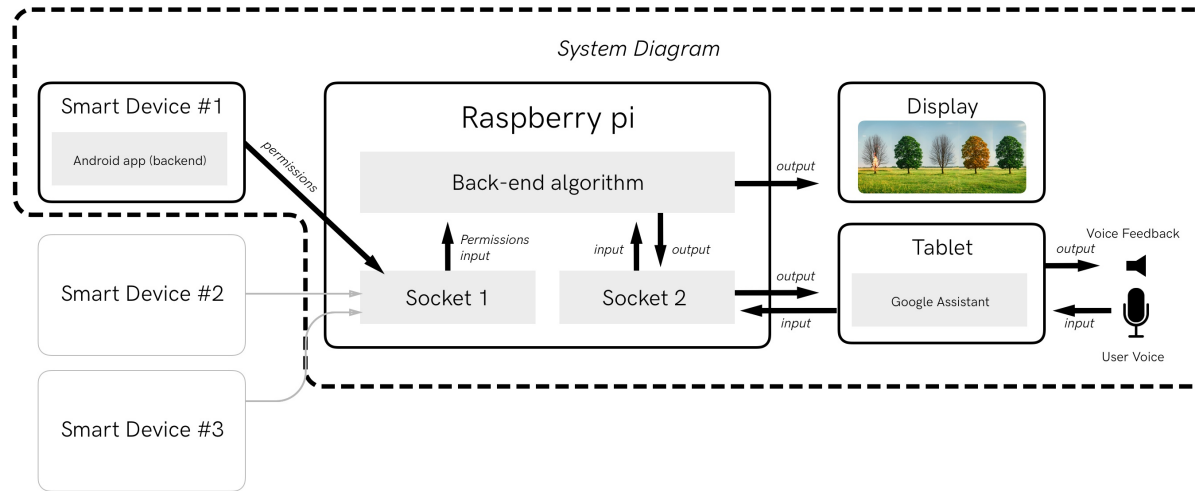 System Diagram
Smart Device #1
Android app (backend)
permissions
Smart Device #2
Smart Device #3
Raspberry pi
Back-end algorithm
Permissions
input
input
output
Socket 1
Socket 2
output
output
input
Display
Tablet
Google Assistant
Voice Feedback
output
input
User Voice